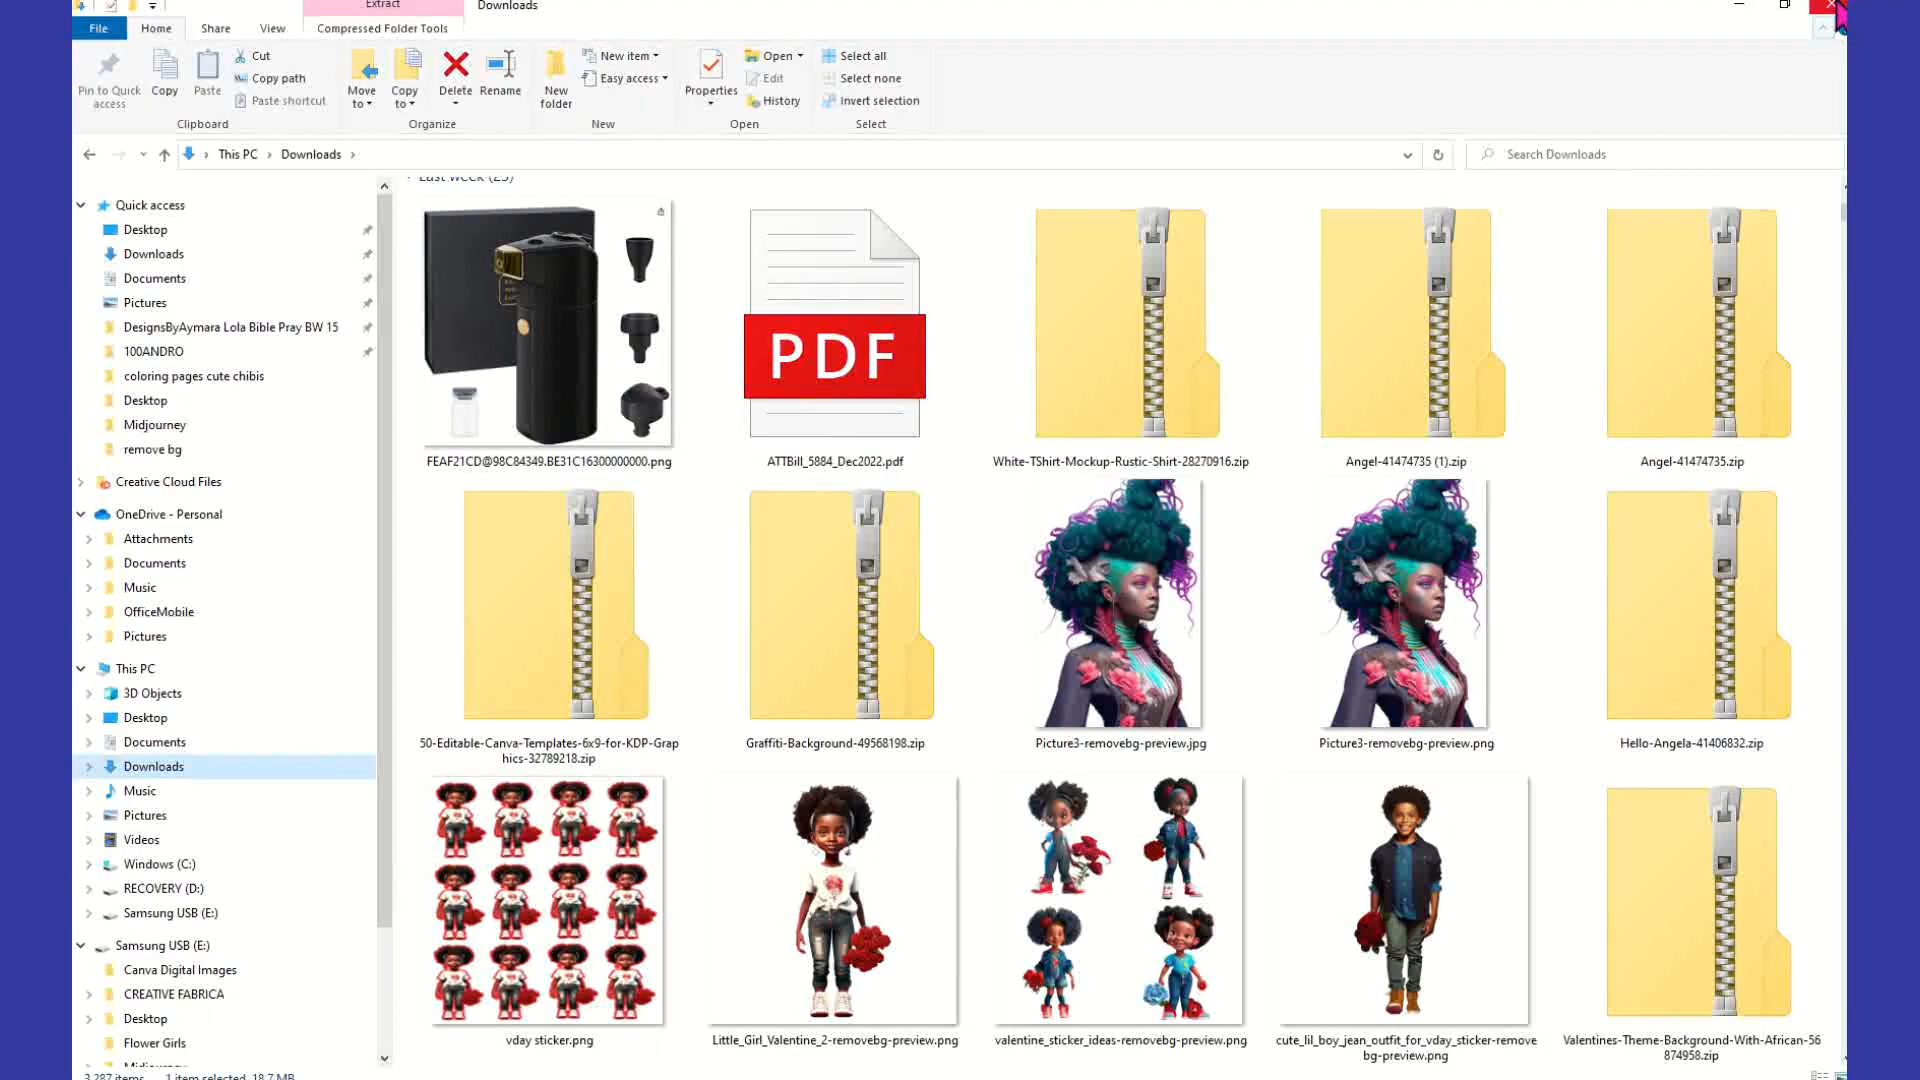 Extract
Downloads
File
Home
Share
View
Compressed Folder Tools
Pin to Quick access
Copy
Paste
Cut
Copy path
Paste shortcut
Clipboard
Move to
Copy to
Delete
Rename
Organize
New folder
New item
Easy access
New
Properties
Open
Edit
History
Open
Select all
Select none
Invert selection
Select
This PC
Downloads
Search Downloads
Last week (25)
Quick access
Desktop
Downloads
Documents
Pictures
DesignsByAymara Lola Bible Pray BW 15
100ANDRO
coloring pages cute chibis
Desktop
Midjourney
remove bg
Creative Cloud Files
OneDrive - Personal
Attachments
Documents
Music
OfficeMobile
Pictures
This PC
3D Objects
Desktop
Documents
Downloads
Music
Pictures
Videos
Windows (C:)
RECOVERY (D:)
Samsung USB (E:)
Samsung USB (E:)
Canva Digital Images
CREATIVE FABRICA
Desktop
Flower Girls
Midjourney
PDF
FEAF21CD@98C84349.BE31C16300000000.png
ATTBill_5884_Dec2022.pdf
White-TShirt-Mockup-Rustic-Shirt-28270916.zip
Angel-41474735 (1).zip
Angel-41474735.zip
50-Editable-Canva-Templates-6x9-for-KDP-Grap
hics-32789218.zip
Graffiti-Background-49568198.zip
Picture3-removebg-preview.jpg
Picture3-removebg-preview.png
Hello-Angela-41406832.zip
vday sticker.png
Little_Girl_Valentine_2-removebg-preview.png
valentine_sticker_ideas-removebg-preview.png
cute_lil_boy_jean_outfit_for_vday_sticker-remove
bg-preview.png
Valentines-Theme-Background-With-African-56
874958.zip
3,287 items
1 item selected 18.7 MB